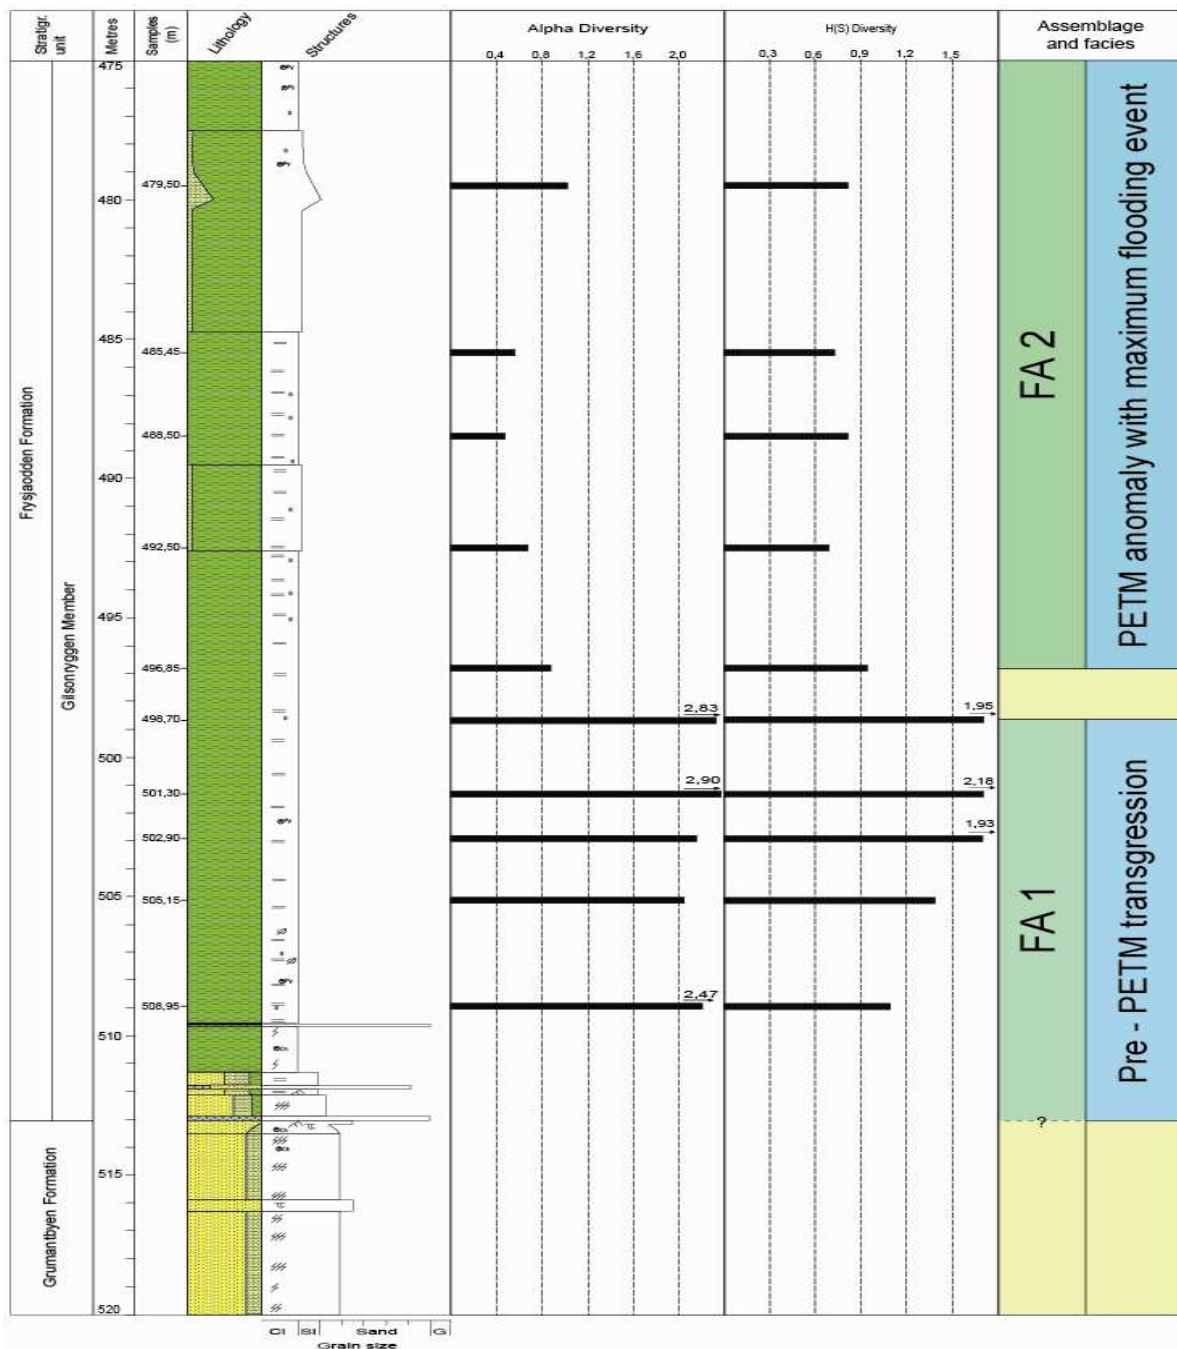 Stratigr. unit
Metres
Samples (m)
Lithology
Structures
Alpha Diversity
0,4 0,8 1,2 1,6 2,0
H(S) Diversity
0,3 0,6 0,9 1,2 1,5
Assemblage
and facies
Frysjaodden Formation
Gilsonryggen Member
Grumantbyen Formation
475
480
485
490
495
500
505
510
515
520
479,50
485,45
488,50
492,50
496,85
498,70
501,30
502,90
505,15
508,95
2,83
2,90
2,47
1,95
2,18
1,93
FA 2
PETM anomaly with maximum flooding event
FA 1
Pre - PETM transgression
?
Cl Sl Sand G
Grain size